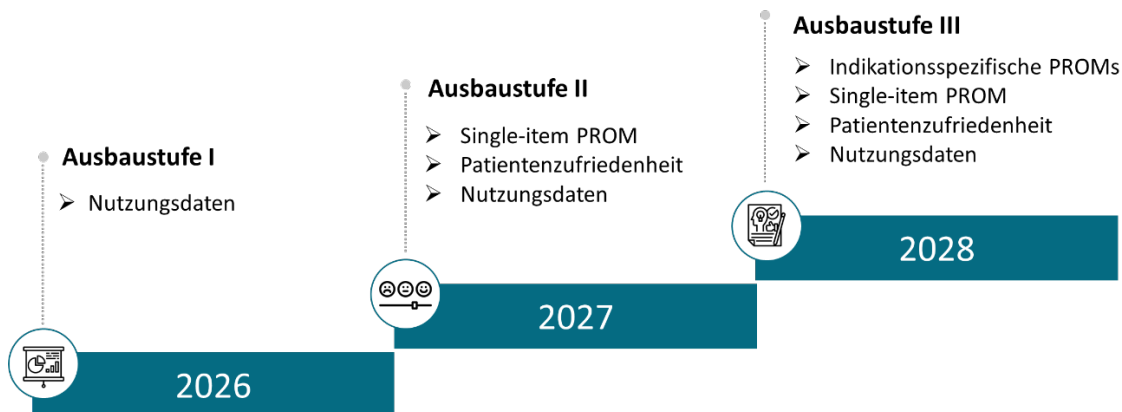 Ausbaustufe I
➢ Nutzungsdaten
2026
Ausbaustufe II
➢ Single-item PROM
➢ Patientenzufriedenheit
➢ Nutzungsdaten
2027
Ausbaustufe III
➢ Indikationsspezifische PROMs
➢ Single-item PROM
➢ Patientenzufriedenheit
➢ Nutzungsdaten
2028